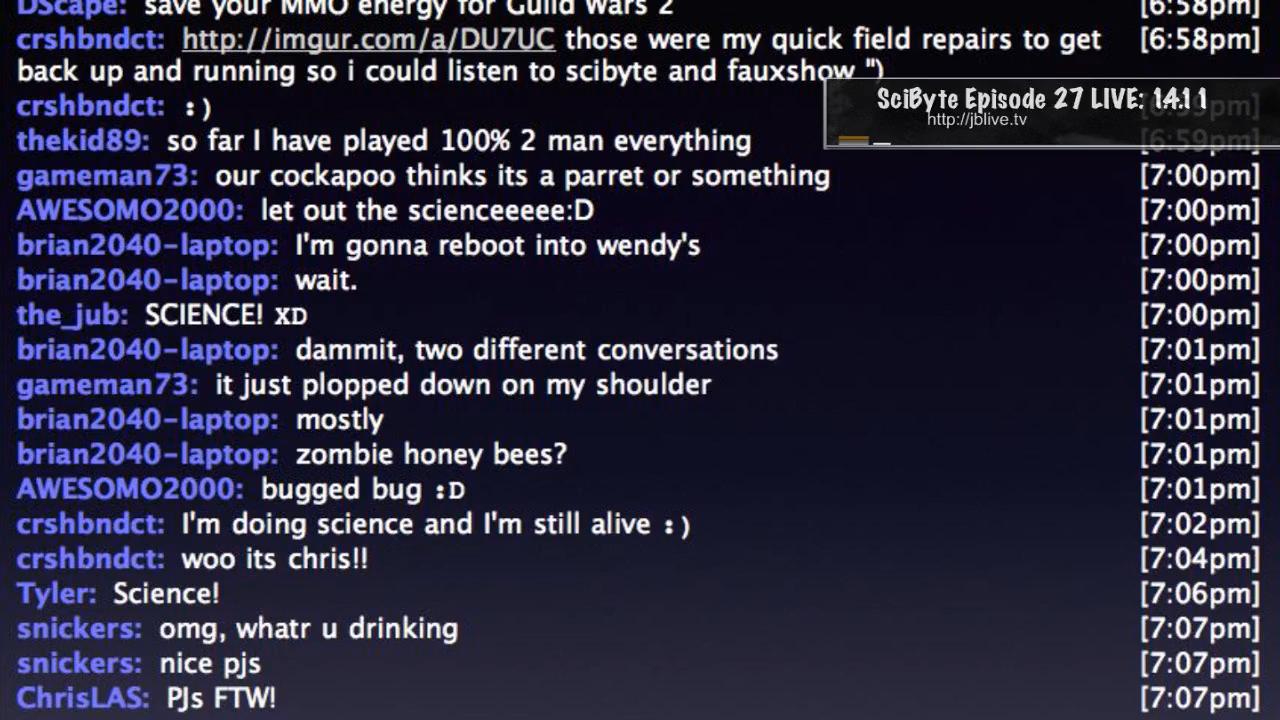 DScape: save your MMO energy for Guild Wars 2 [6:58pm]
crshbndct: http://imgur.com/a/DU7UC those were my quick field repairs to get [6:58pm]
back up and running so i could listen to scibyte and fauxshow ")
SciByte Episode 27 LIVE: 14:11
http://jblive.tv
crshbndct: :) [6:59pm]
thekid89: so far I have played 100% 2 man everything [6:59pm]
gameman73: our cockapoo thinks its a parret or something [7:00pm]
AWESOMO2000: let out the scienceeeee:D [7:00pm]
brian2040-laptop: I'm gonna reboot into wendy's [7:00pm]
brian2040-laptop: wait. [7:00pm]
the_jub: SCIENCE! XD [7:00pm]
brian2040-laptop: dammit, two different conversations [7:01pm]
gameman73: it just plopped down on my shoulder [7:01pm]
brian2040-laptop: mostly [7:01pm]
brian2040-laptop: zombie honey bees? [7:01pm]
AWESOMO2000: bugged bug :D [7:01pm]
crshbndct: I'm doing science and I'm still alive :) [7:02pm]
crshbndct: woo its chris!! [7:04pm]
Tyler: Science! [7:06pm]
snickers: omg, whatr u drinking [7:07pm]
snickers: nice pjs [7:07pm]
ChrisLAS: PJs FTW! [7:07pm]